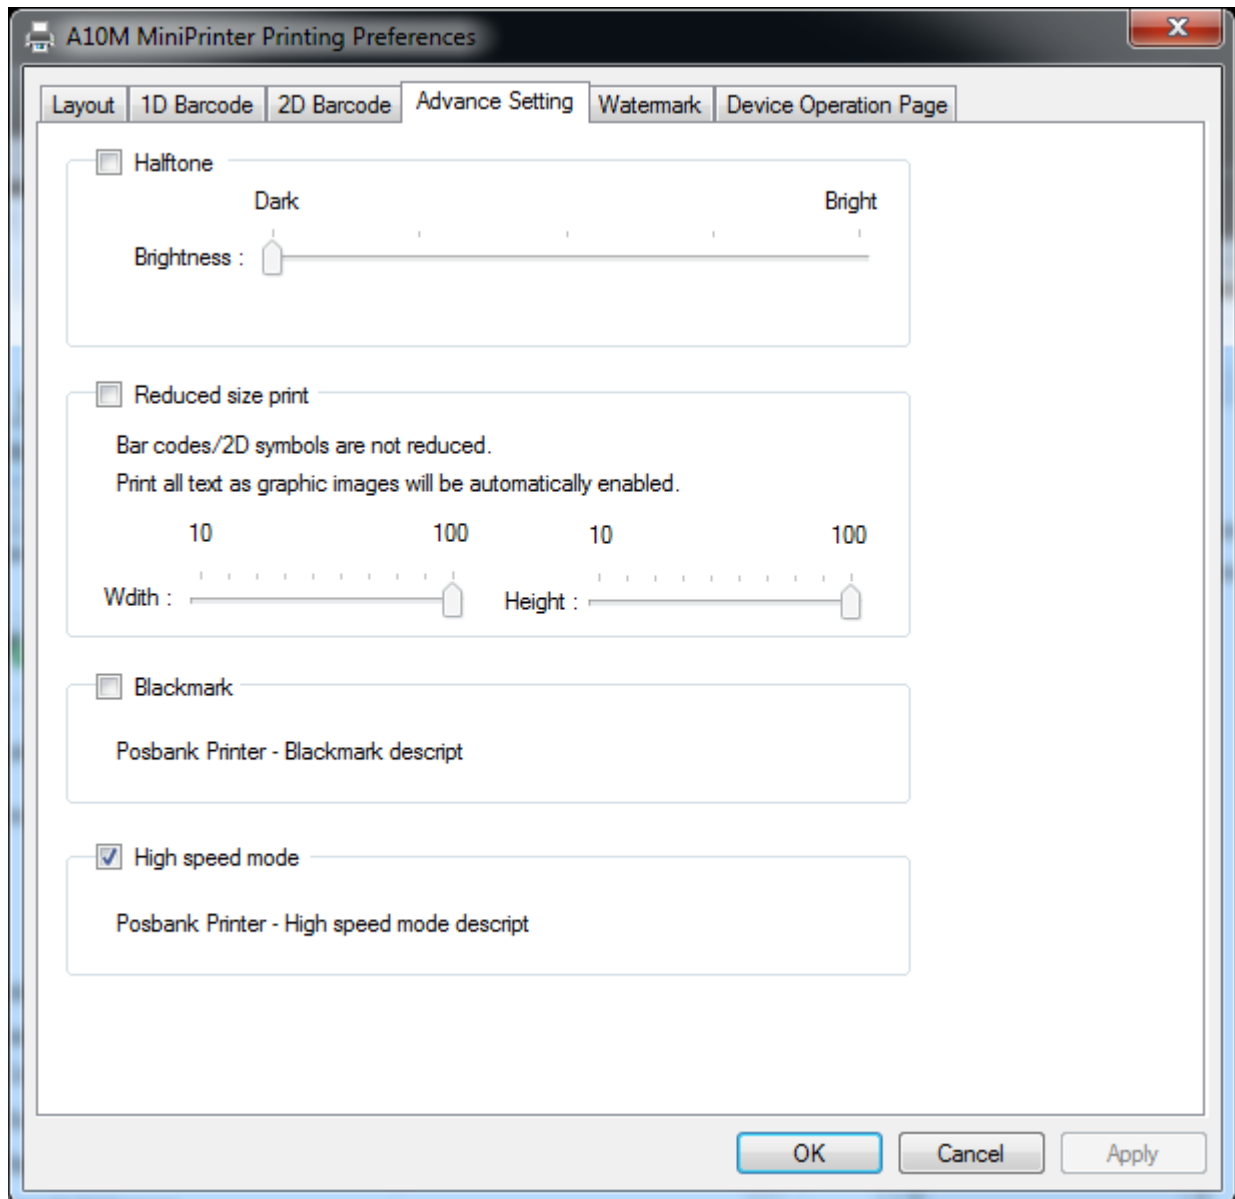 A10M MiniPrinter Printing Preferences
x
Layout 1D Barcode 2D Barcode Advance Setting Watermark Device Operation Page
Halftone
Dark Bright
Brightness :
Reduced size print
Bar codes/2D symbols are not reduced.
Print all text as graphic images will be automatically enabled.
10 100 10 100
Wdith : Height :
Blackmark
Posbank Printer - Blackmark descript
High speed mode
Posbank Printer - High speed mode descript
OK Cancel Apply